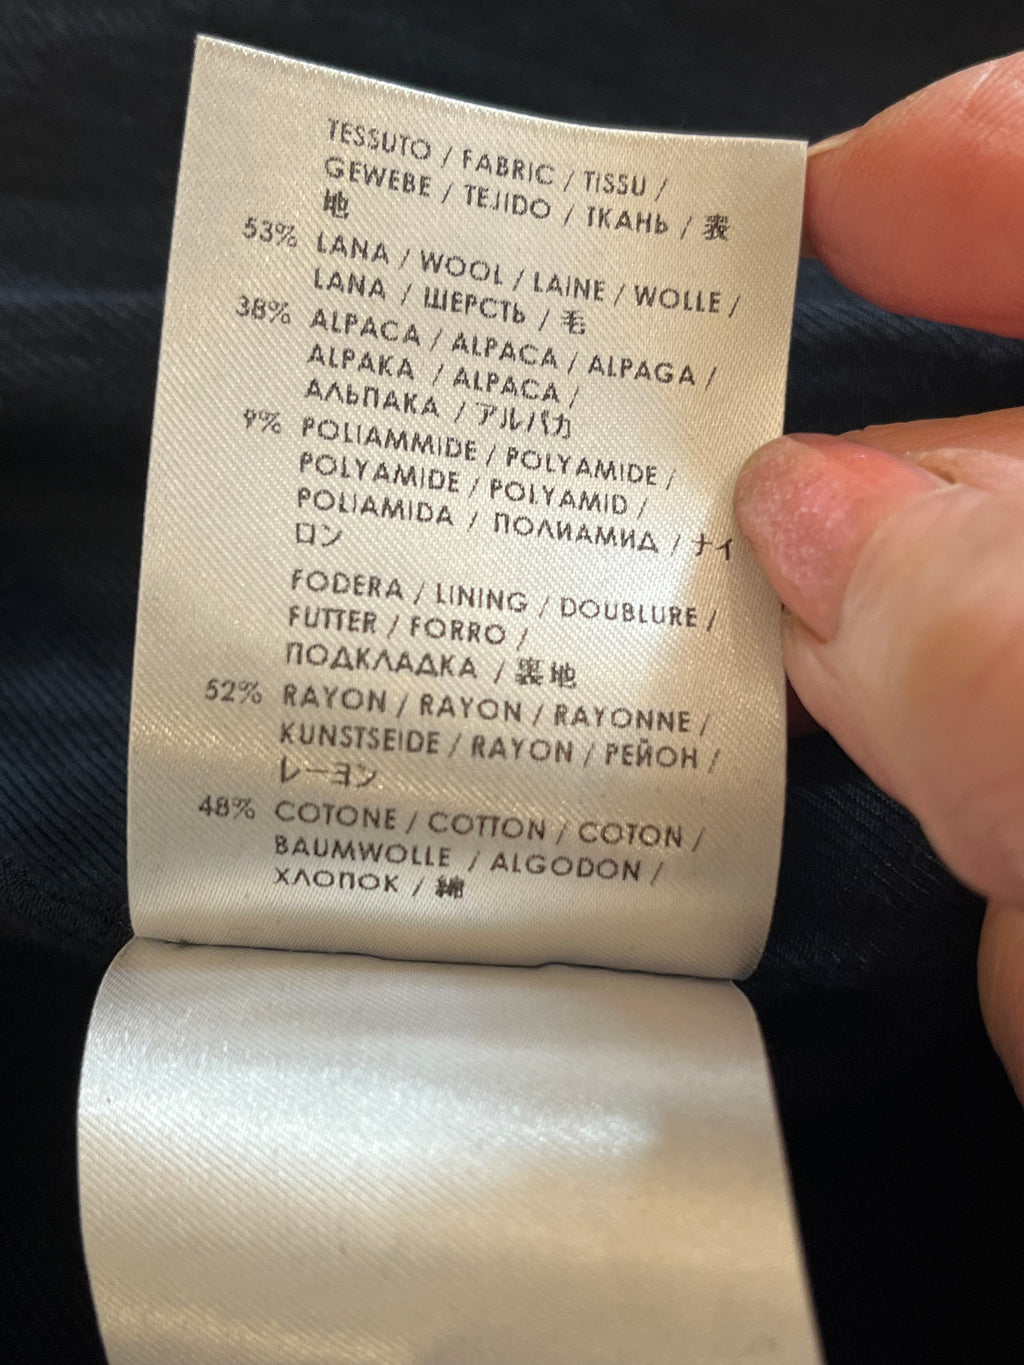 TESSUTO / FABRIC / TISSU /
GEWEBE / TEJIDO / ТКАНЬ / 表
地
53% LANA / WOOL / LAINE / WOLLE /
LANA / ШЕРСТЬ / 毛
38% ALPACA / ALPACA / ALPAGA /
ALPAKA / ALPACA /
АЛЬПАКА / アルパカ
9% POLIAMMIDE / POLYAMIDE /
POLYAMIDE / POLYAMID /
POLIAMIDA / ПОЛИАМИД / ナイ
ロン
FODERA / LINING / DOUBLURE /
FUTTER / FORRO /
ПОДКЛАДКА / 裏地
52% RAYON / RAYON / RAYONNE /
KUNSTSEIDE / RAYON / РЕЙОН /
レーヨン
48% COTONE / COTTON / COTON /
BAUMWOLLE / ALGODON /
ХЛОПОК / 綿